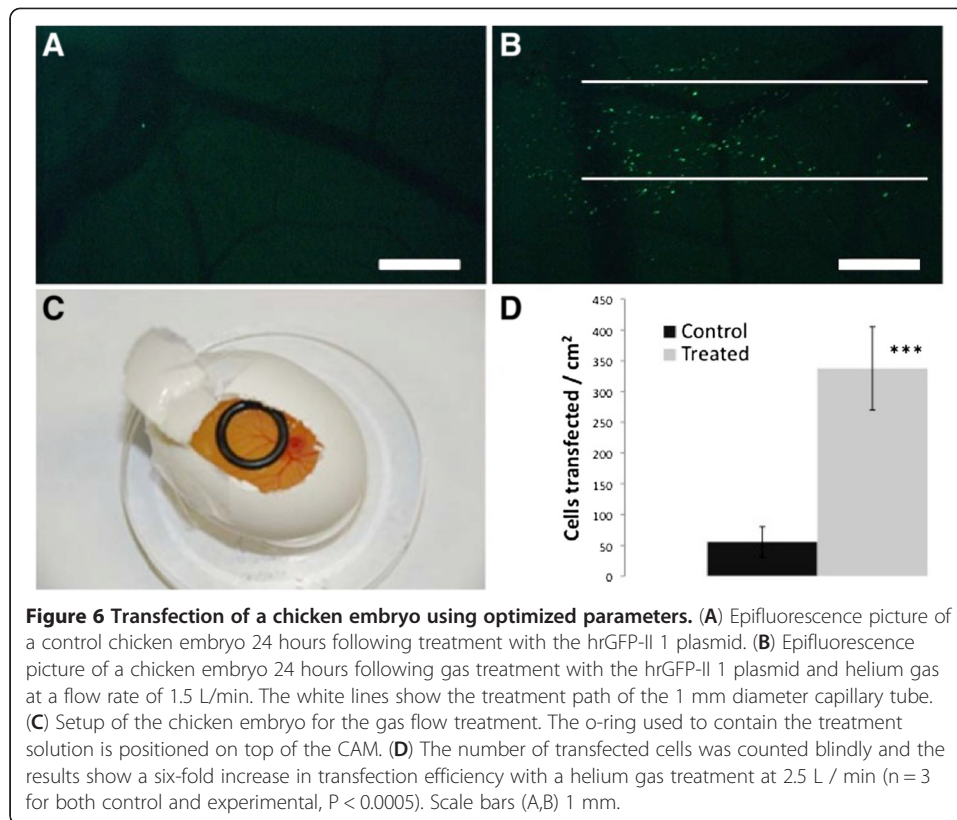 A
B
C
D
450
400
350
300
250
200
150
100
50
0
Cells transfected / cm²
Control
Treated
***
Figure 6 Transfection of a chicken embryo using optimized parameters. (A) Epifluorescence picture of
a control chicken embryo 24 hours following treatment with the hrGFP-II 1 plasmid. (B) Epifluorescence
picture of a chicken embryo 24 hours following gas treatment with the hrGFP-II 1 plasmid and helium gas
at a flow rate of 1.5 L/min. The white lines show the treatment path of the 1 mm diameter capillary tube.
(C) Setup of the chicken embryo for the gas flow treatment. The o-ring used to contain the treatment
solution is positioned on top of the CAM. (D) The number of transfected cells was counted blindly and the
results show a six-fold increase in transfection efficiency with a helium gas treatment at 2.5 L / min (n = 3
for both control and experimental, P < 0.0005). Scale bars (A,B) 1 mm.